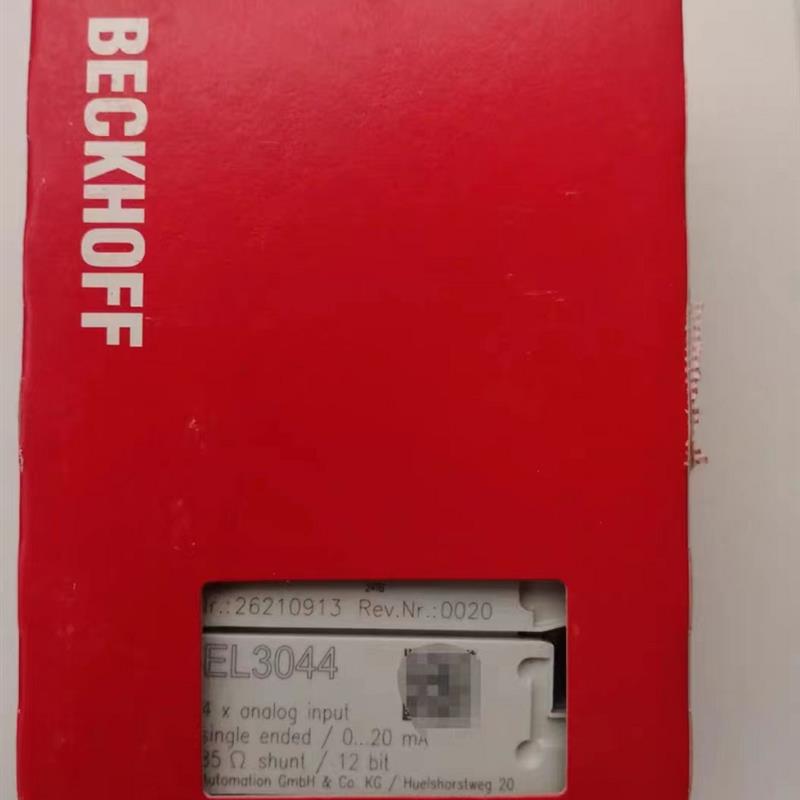 BECKHOFF
r.:26210913 Rev.Nr.:0020
EL3044
4 x analog input
single ended / 0...20 mA
85 Ω shunt / 12 bit
utomation GmbH & Co. KG / Huelshorstweg 20